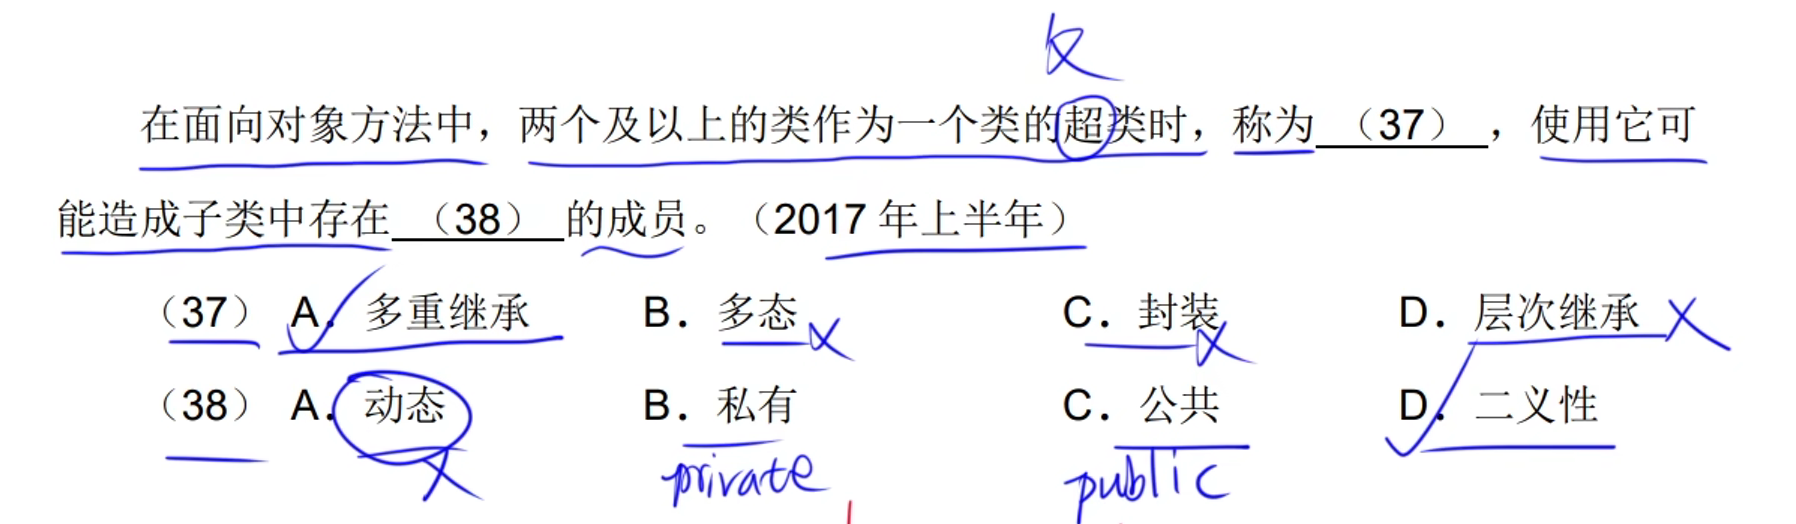 父
在面向对象方法中，两个及以上的类作为一个类的超类时，称为（37），使用它可
能造成子类中存在（38）的成员。（2017 年上半年）
（37） A．多重继承 B．多态 C．封装 D．层次继承
（38） A．动态 B．私有 C．公共 D．二义性
private public